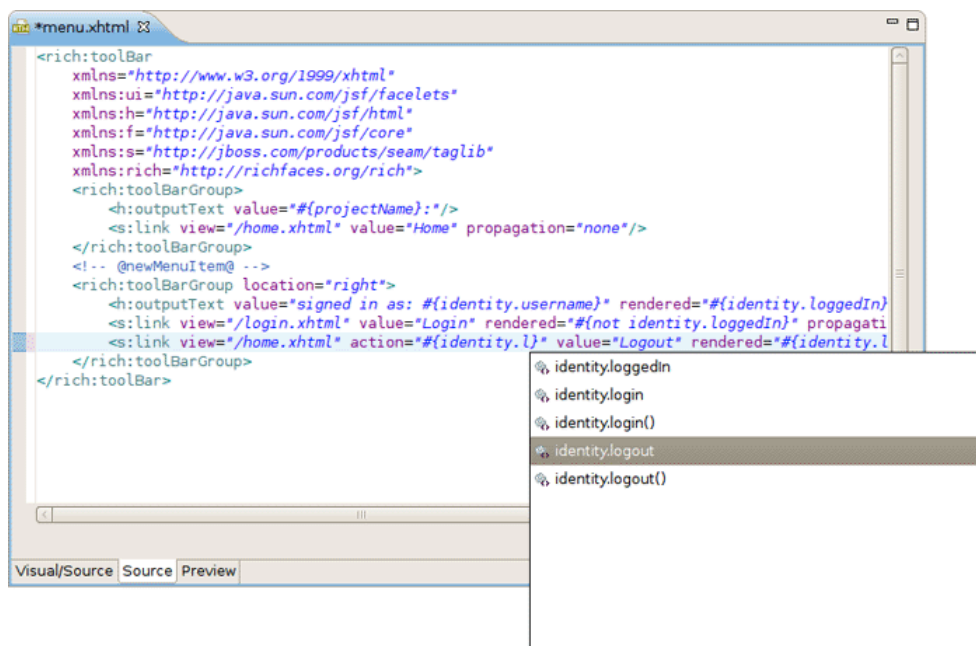 *menu.xhtml
<rich:toolBar
xmlns="http://www.w3.org/1999/xhtml"
xmlns:ui="http://java.sun.com/jsf/facelets"
xmlns:h="http://java.sun.com/jsf/html"
xmlns:f="http://java.sun.com/jsf/core"
xmlns:s="http://jboss.com/products/seam/taglib"
xmlns:rich="http://richfaces.org/rich">
<rich:toolBarGroup>
<h:outputText value="#{projectName}:"/>
<s:link view="/home.xhtml" value="Home" propagation="none"/>
</rich:toolBarGroup>
<!-- @newMenuItem@ -->
<rich:toolBarGroup location="right">
<h:outputText value="signed in as: #{identity.username}" rendered="#{identity.loggedIn}
<s:link view="/login.xhtml" value="Login" rendered="#{not identity.loggedIn}" propagati
<s:link view="/home.xhtml" action="#{identity.l}" value="Logout" rendered="#{identity.l
</rich:toolBarGroup>
</rich:toolBar>
identity.loggedIn
identity.login
identity.login()
identity.logout
identity.logout()
Visual/Source Source Preview